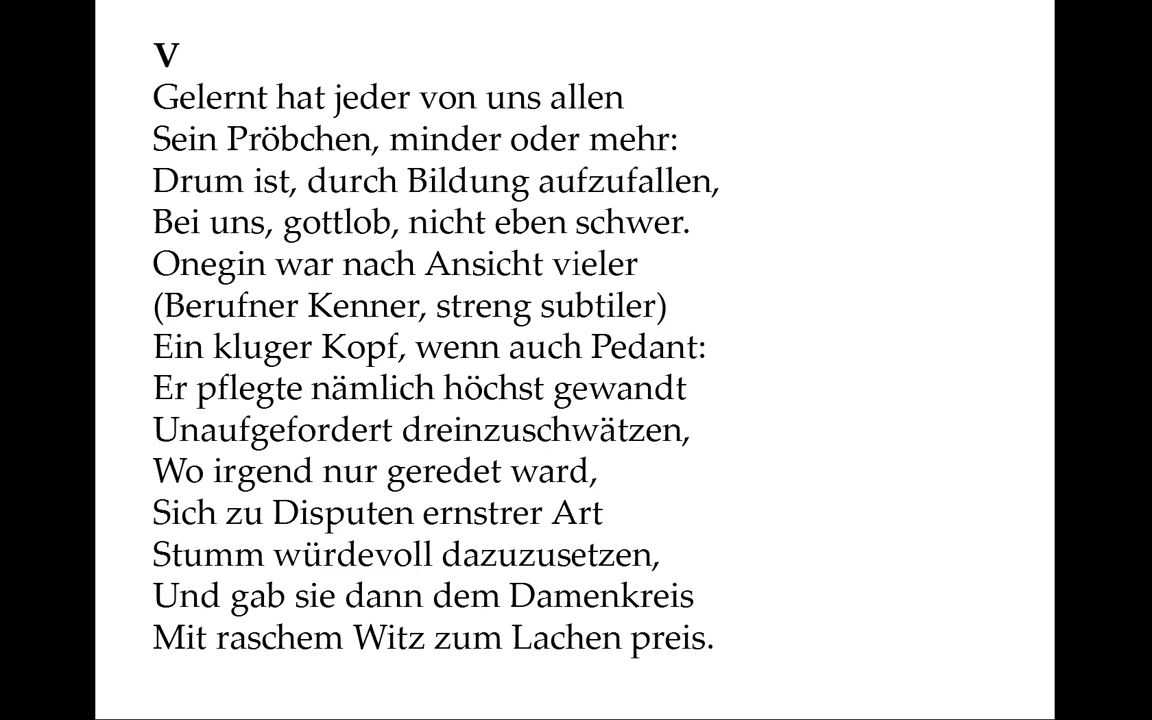 V
Gelernt hat jeder von uns allen
Sein Pröbchen, minder oder mehr:
Drum ist, durch Bildung aufzufallen,
Bei uns, gottlob, nicht eben schwer.
Onegin war nach Ansicht vieler
(Berufner Kenner, streng subtiler)
Ein kluger Kopf, wenn auch Pedant:
Er pflegte nämlich höchst gewandt
Unaufgefordert dreinzuschwätzen,
Wo irgend nur geredet ward,
Sich zu Disputen ernstrer Art
Stumm würdevoll dazuzusetzen,
Und gab sie dann dem Damenkreis
Mit raschem Witz zum Lachen preis.